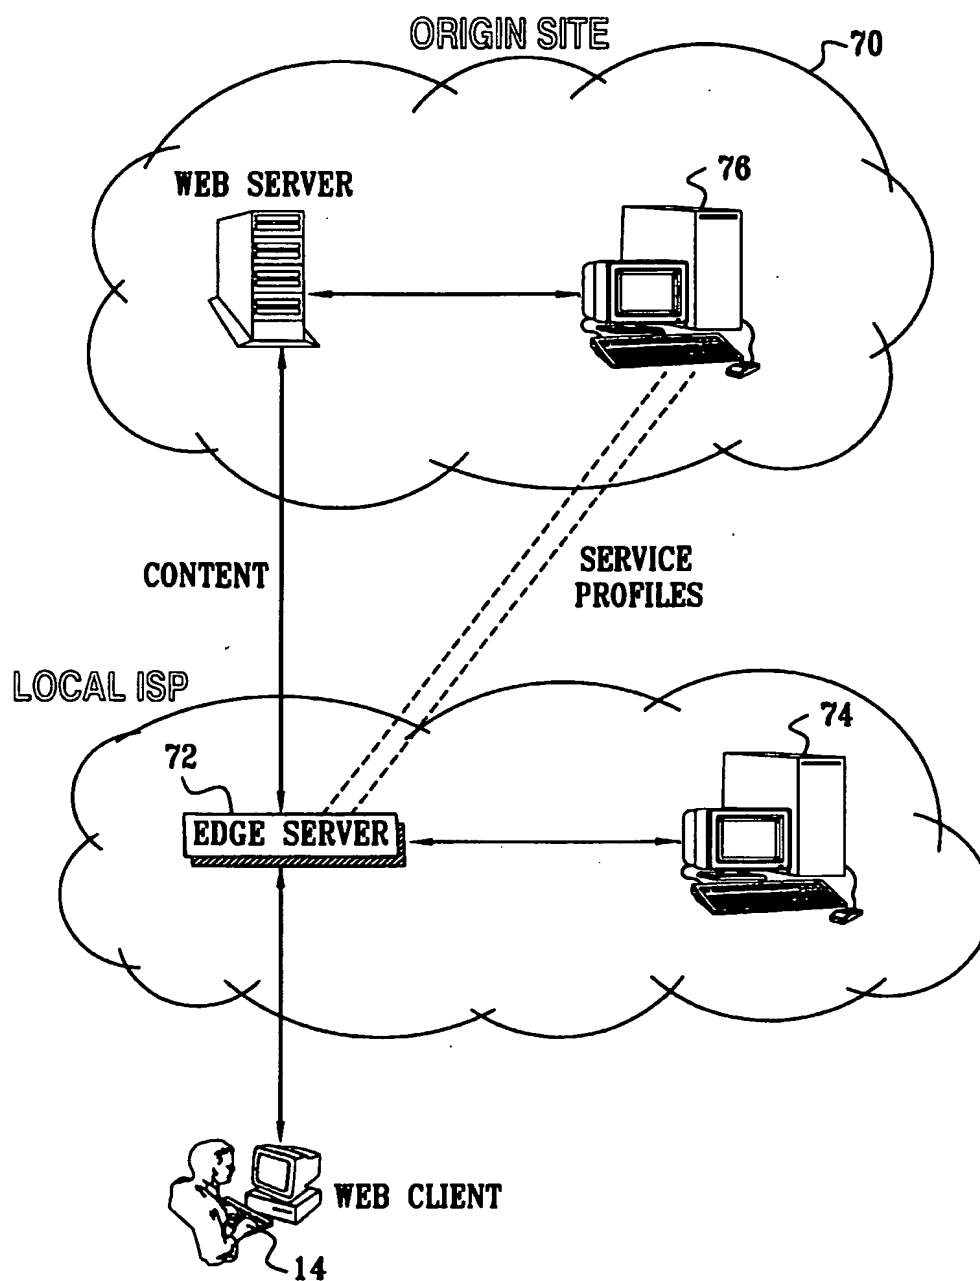 ORIGIN SITE
70
76
WEB SERVER
CONTENT
SERVICE
PROFILES
LOCAL ISP
74
72
EDGE SERVER
WEB CLIENT
14